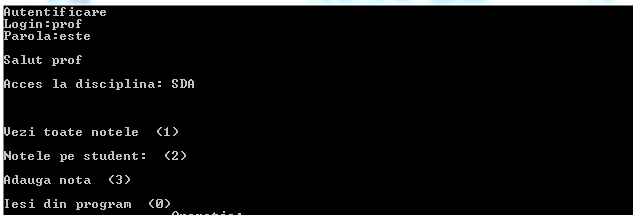 Autentificare
Login:prof
Parola:este
Salut prof
Acces la disciplina: SDA
Vezi toate notele (1)
Notele pe student: (2)
Adauga nota (3)
Iesi din program (0)